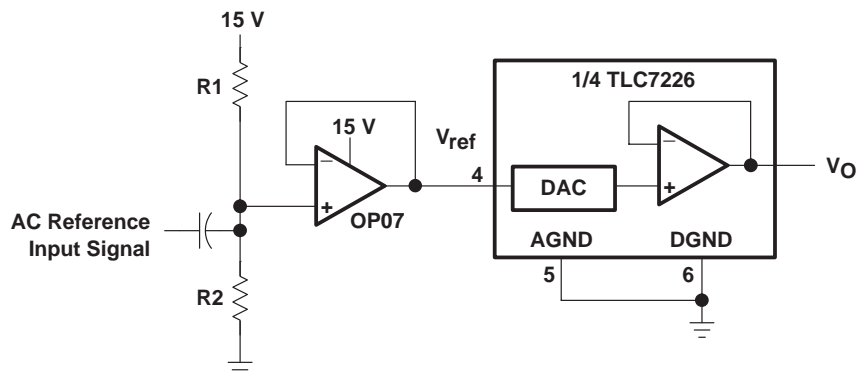 15 V
R1
15 V
−
+
OP07
AC Reference
Input Signal
R2
Vref
4
1/4 TLC7226
DAC
−
+
VO
AGND
DGND
5
6